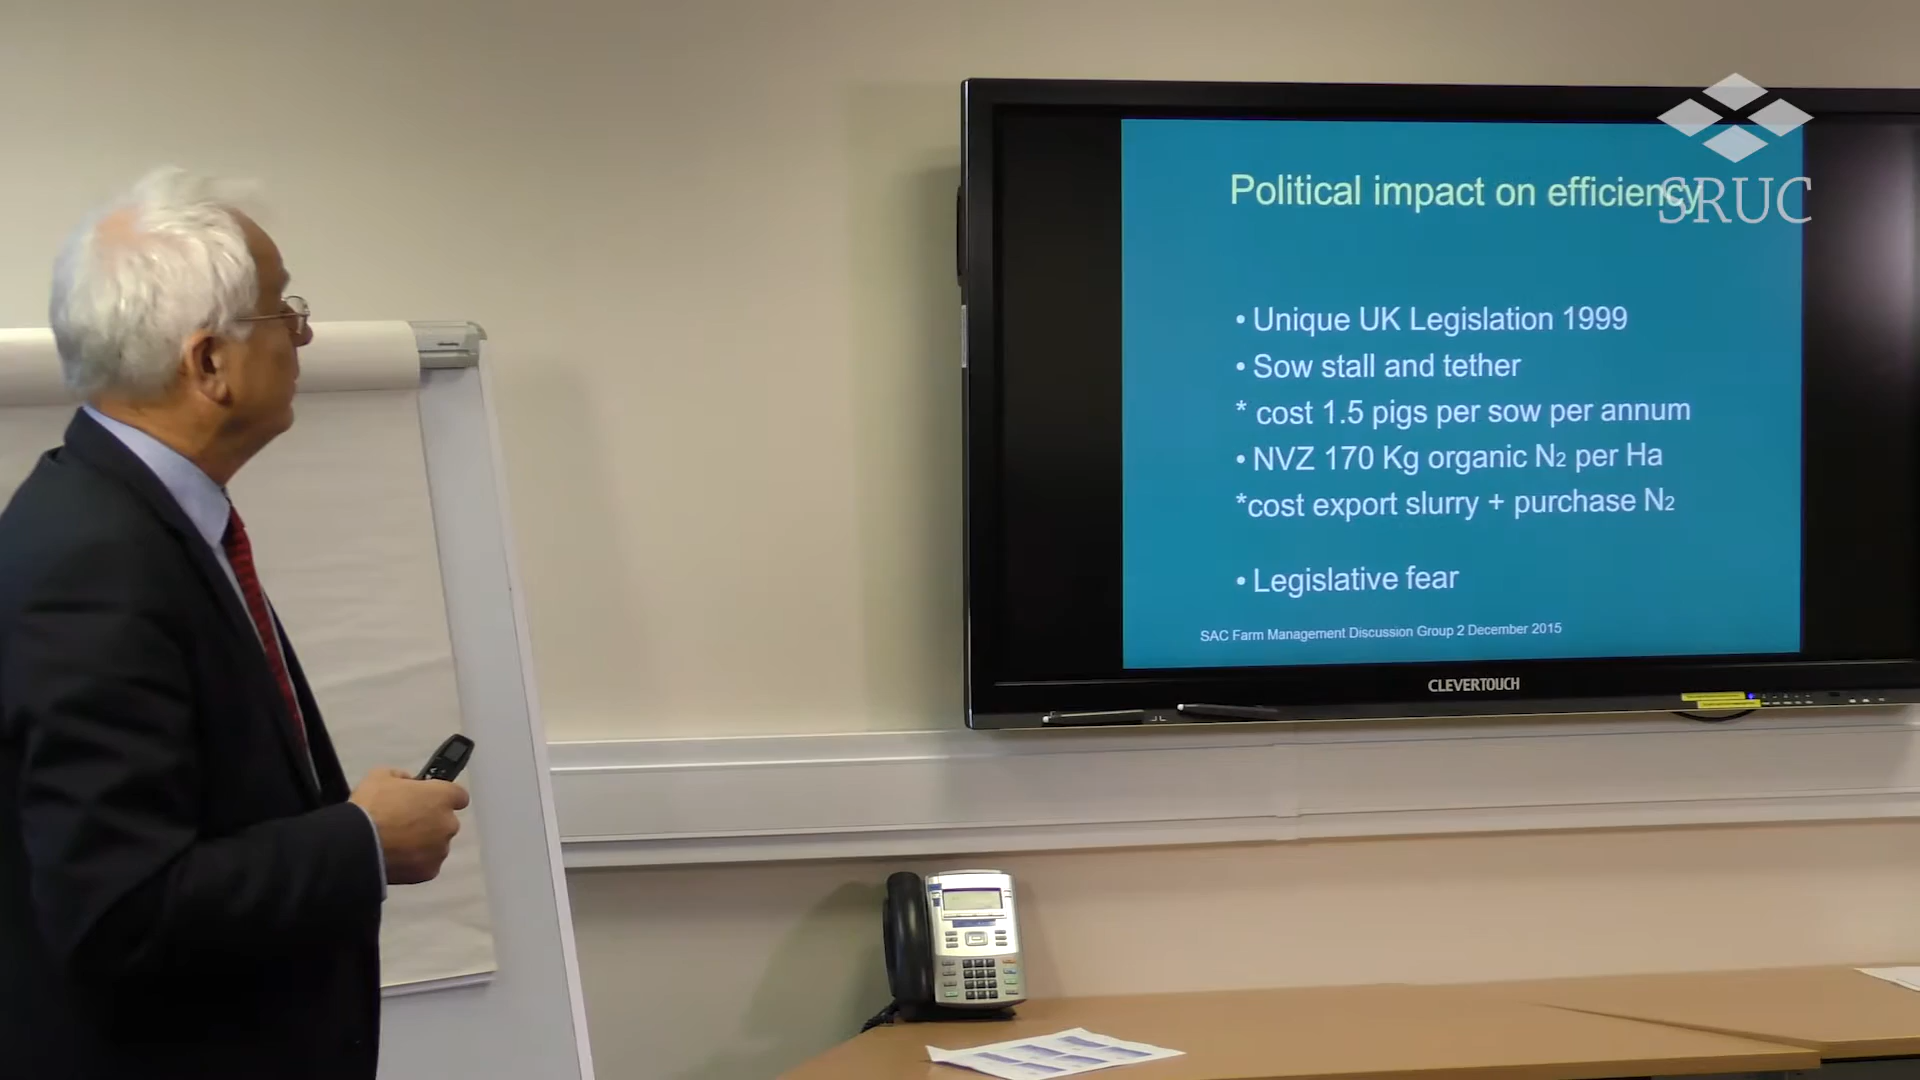 Political impact on efficiency
SRUC
• Unique UK Legislation 1999
• Sow stall and tether
* cost 1.5 pigs per sow per annum
• NVZ 170 Kg organic N2 per Ha
*cost export slurry + purchase N2
• Legislative fear
SAC Farm Management Discussion Group 2 December 2015
CLEVERTOUCH